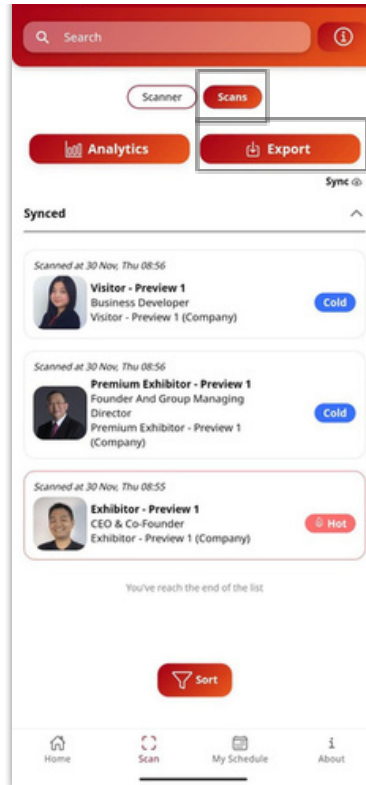 Search
Scanner
Scans
Analytics
Export
Sync
Synced
Scanned at 30 Nov, Thu 08:56
Visitor - Preview 1
Business Developer
Visitor - Preview 1 (Company)
Cold
Scanned at 30 Nov, Thu 08:56
Premium Exhibitor - Preview 1
Founder And Group Managing
Director
Premium Exhibitor - Preview 1
(Company)
Cold
Scanned at 30 Nov, Thu 08:55
Exhibitor - Preview 1
CEO & Co-Founder
Exhibitor - Preview 1 (Company)
Hot
You've reach the end of the list
Sort
Home
Scan
My Schedule
About